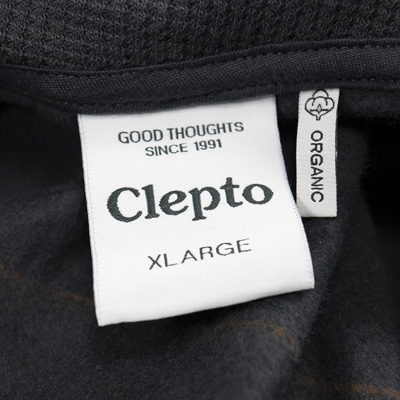 GOOD THOUGHTS
SINCE 1991
Clepto
XLARGE
ORGANIC